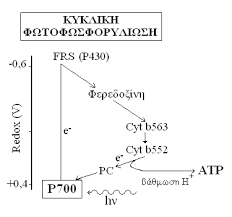 ΚΥΚΛΙΚΗ
ΦΩΤΟΦΩΣΦΟΡΥΛΙΩΣΗ
FRS (P430)
-0,6
Φερεδοξίνη
Redox (V)
e-
Cyt b563
Cyt b552
e-
PC
ATP
βάθμωση H+
+0,4
P700
hν